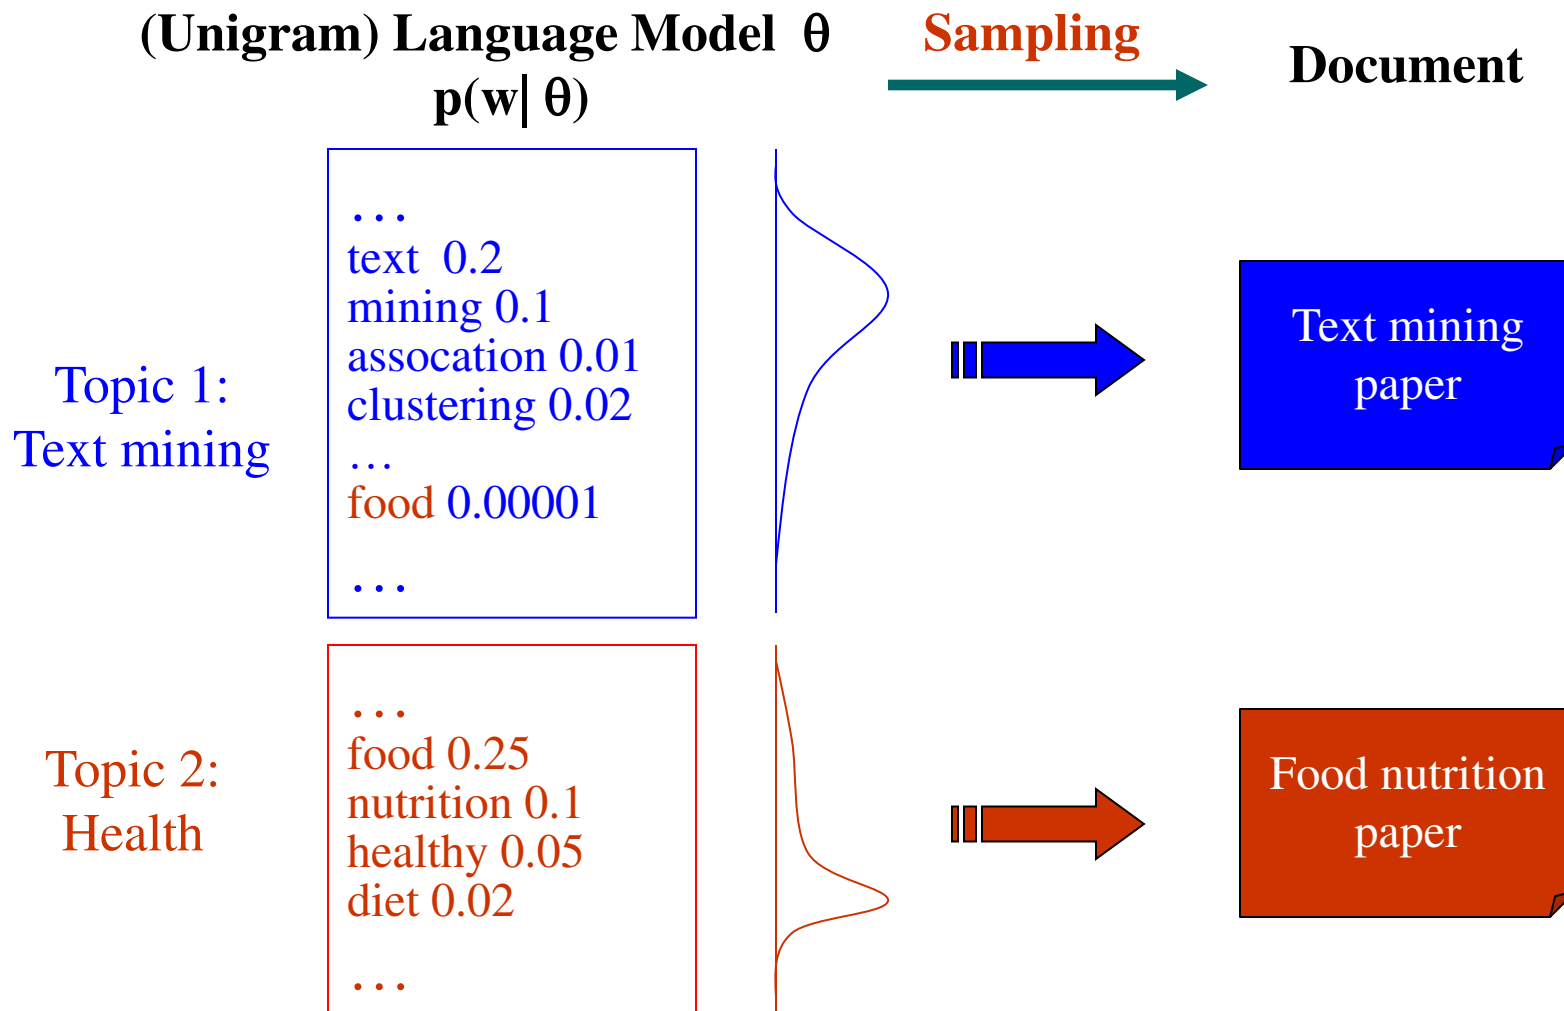 (Unigram) Language Model θ
p(w| θ)
Sampling
Document
Topic 1:
Text mining
…
text 0.2
mining 0.1
assocation 0.01
clustering 0.02
…
food 0.00001
…
Text mining
paper
Topic 2:
Health
…
food 0.25
nutrition 0.1
healthy 0.05
diet 0.02
…
Food nutrition
paper